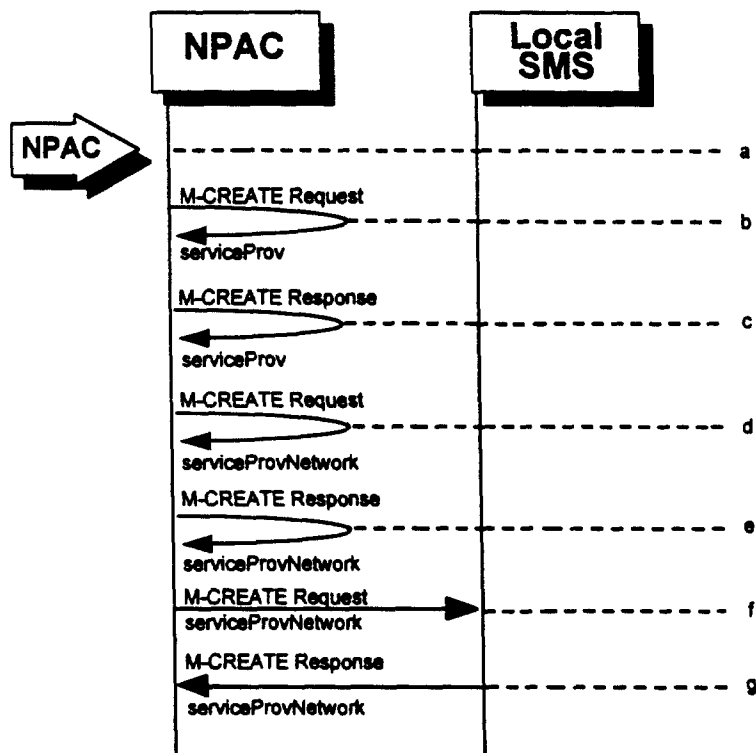 NPAC
Local
SMS
NPAC
a
M-CREATE Request
b
serviceProv
M-CREATE Response
c
serviceProv
M-CREATE Request
d
serviceProvNetwork
M-CREATE Response
e
serviceProvNetwork
M-CREATE Request
f
serviceProvNetwork
M-CREATE Response
g
serviceProvNetwork